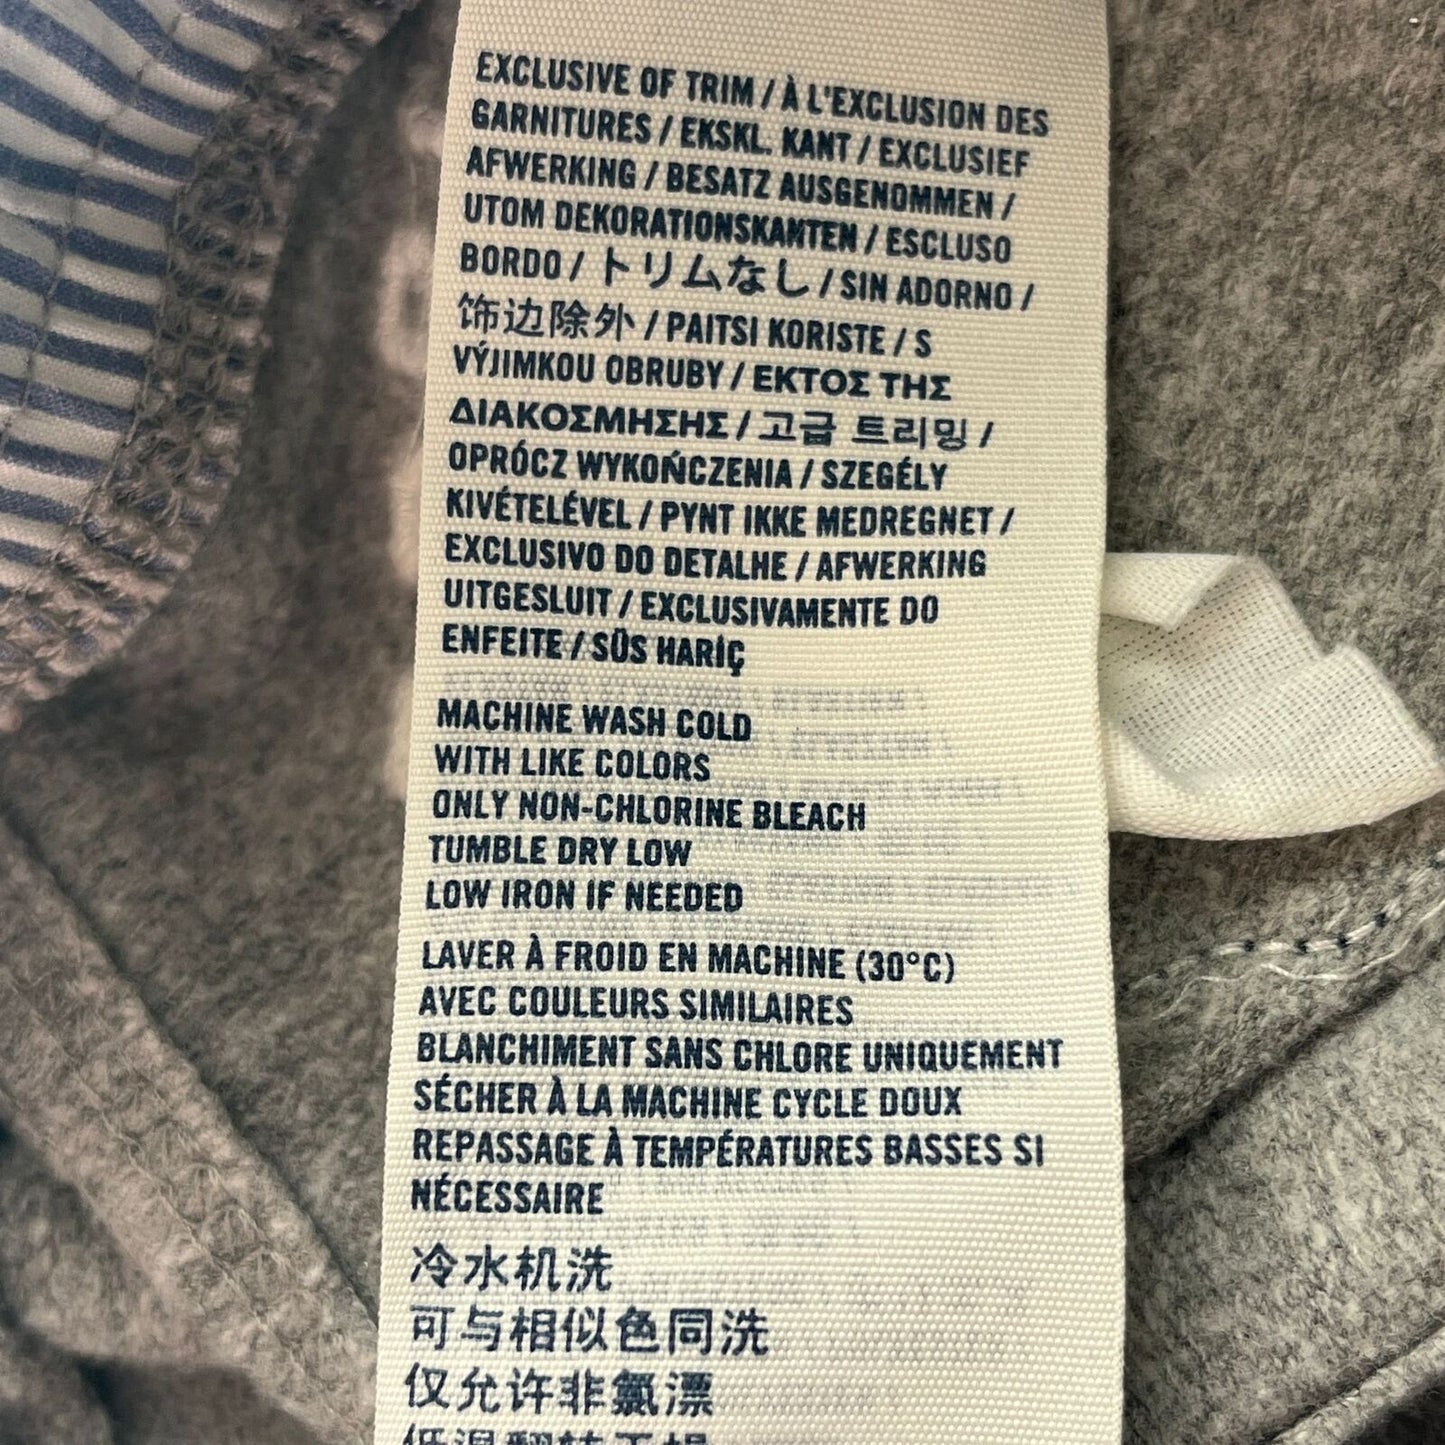 EXCLUSIVE OF TRIM / À L'EXCLUSION DES
GARNITURES / EKSKL. KANT / EXCLUSIEF
AFWERKING / BESATZ AUSGENOMMEN /
UTOM DEKORATIONSKANTEN / ESCLUSO
BORDO / トリムなし / SIN ADORNO /
饰边除外 / PAITSI KORISTE / S
VÝJIMKOU OBRUBY / ΕΚΤΟΣ ΤΗΣ
ΔΙΑΚΟΣΜΗΣΗΣ / 고급 트리밍 /
OPRÓCZ WYKOŃCZENIA / SZEGÉLY
KIVÉTELÉVEL / PYNT IKKE MEDREGNET /
EXCLUSIVO DO DETALHE / AFWERKING
UITGESLUIT / EXCLUSIVAMENTE DO
ENFEITE / SÜS HARİÇ
MACHINE WASH COLD
WITH LIKE COLORS
ONLY NON-CHLORINE BLEACH
TUMBLE DRY LOW
LOW IRON IF NEEDED
LAVER À FROID EN MACHINE (30°C)
AVEC COULEURS SIMILAIRES
BLANCHIMENT SANS CHLORE UNIQUEMENT
SÉCHER À LA MACHINE CYCLE DOUX
REPASSAGE À TEMPÉRATURES BASSES SI
NÉCESSAIRE
冷水机洗
可与相似色同洗
仅允许非氯漂